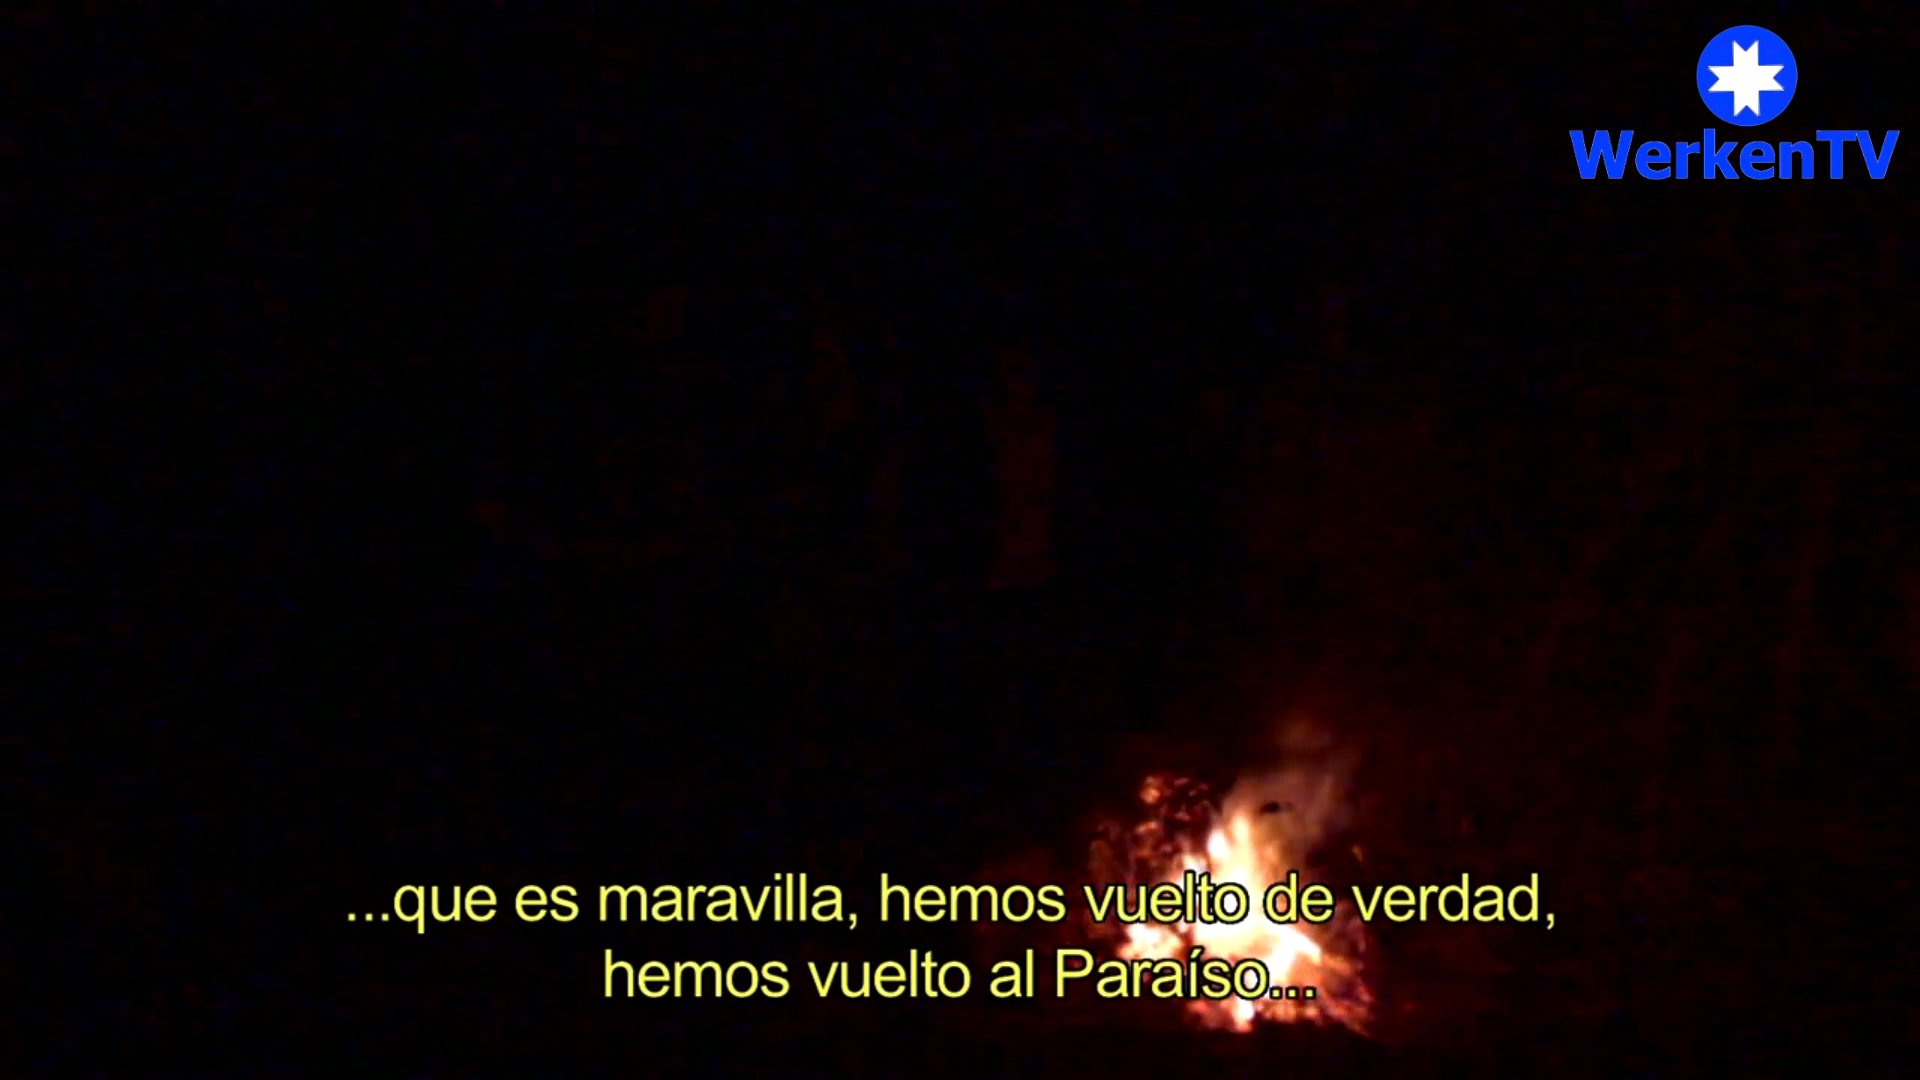 WerkenTV
...que es maravilla, hemos vuelto de verdad,
hemos vuelto al Paraíso...